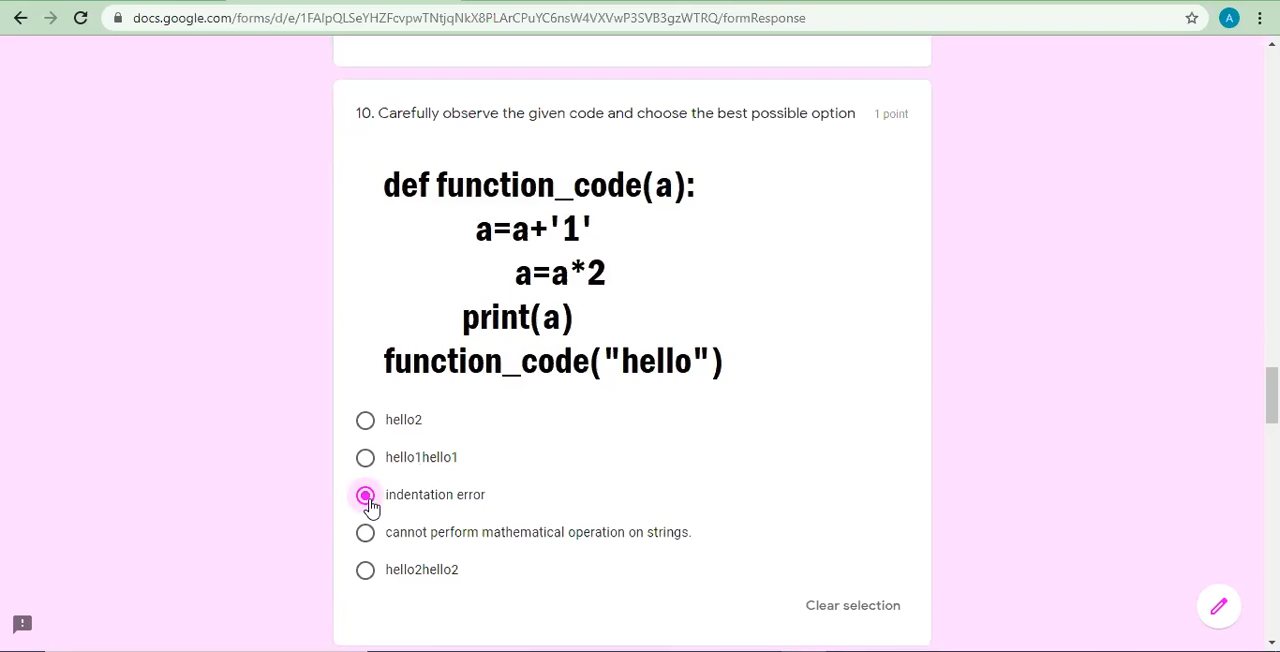 docs.google.com/forms/d/e/1FAIpQLSeYHZFcvpwTNtjqNkX8PLArCPuYC6nsW4VXVwP3SVB3gzWTRQ/formResponse
A
10. Carefully observe the given code and choose the best possible option 1 point
def function_code(a):
a=a+'1'
a=a*2
print(a)
function_code("hello")
hello2
hello1hello1
indentation error
cannot perform mathematical operation on strings.
hello2hello2
Clear selection